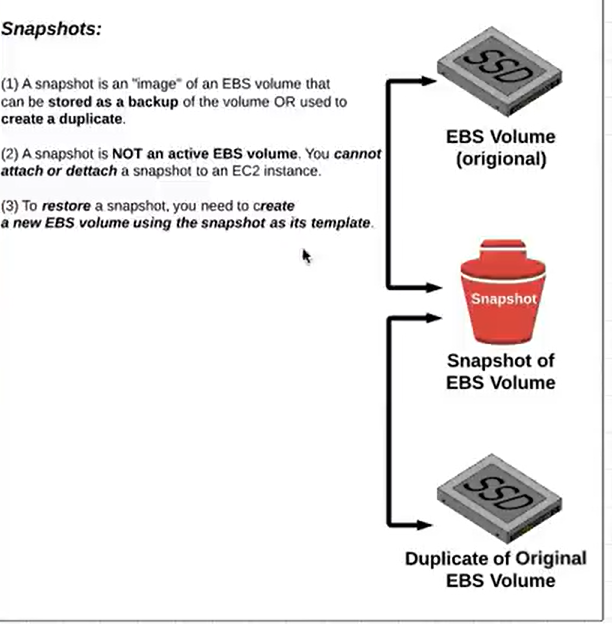 Snapshots:
(1) A snapshot is an "image" of an EBS volume that
can be stored as a backup of the volume OR used to
create a duplicate.
(2) A snapshot is NOT an active EBS volume. You cannot
attach or dettach a snapshot to an EC2 instance.
(3) To restore a snapshot, you need to create
a new EBS volume using the snapshot as its template.
SSD
EBS Volume
(origional)
Snapshot
Snapshot of
EBS Volume
SSD
Duplicate of Original
EBS Volume